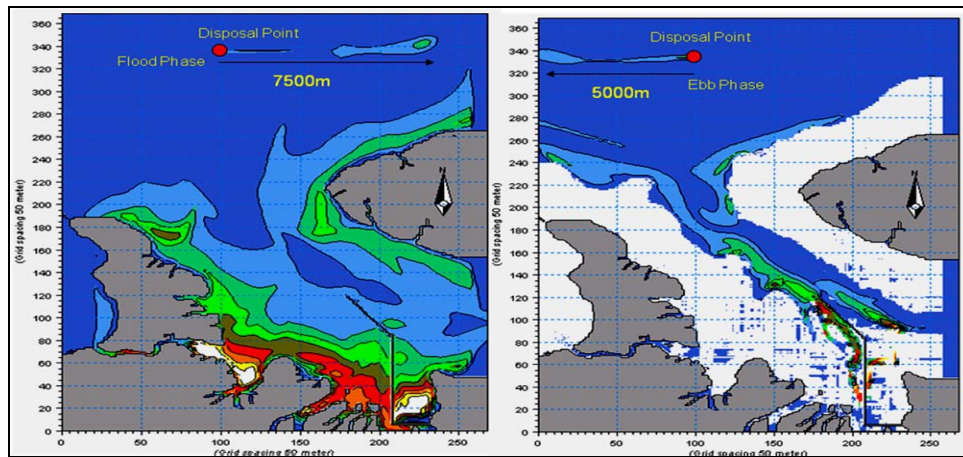 Disposal Point
Flood Phase
7500m
N
360
340
320
300
280
260
240
220
200
180
160
140
120
100
80
60
40
20
0
(Grid spacing 50 meter)
0 50 100 150 200 250
(Grid spacing 50 meter)
Disposal Point
5000m
Ebb Phase
N
360
340
320
300
280
260
240
220
200
180
160
140
120
100
80
60
40
20
0
(Grid spacing 50 meter)
0 50 100 150 200 250
(Grid spacing 50 meter)